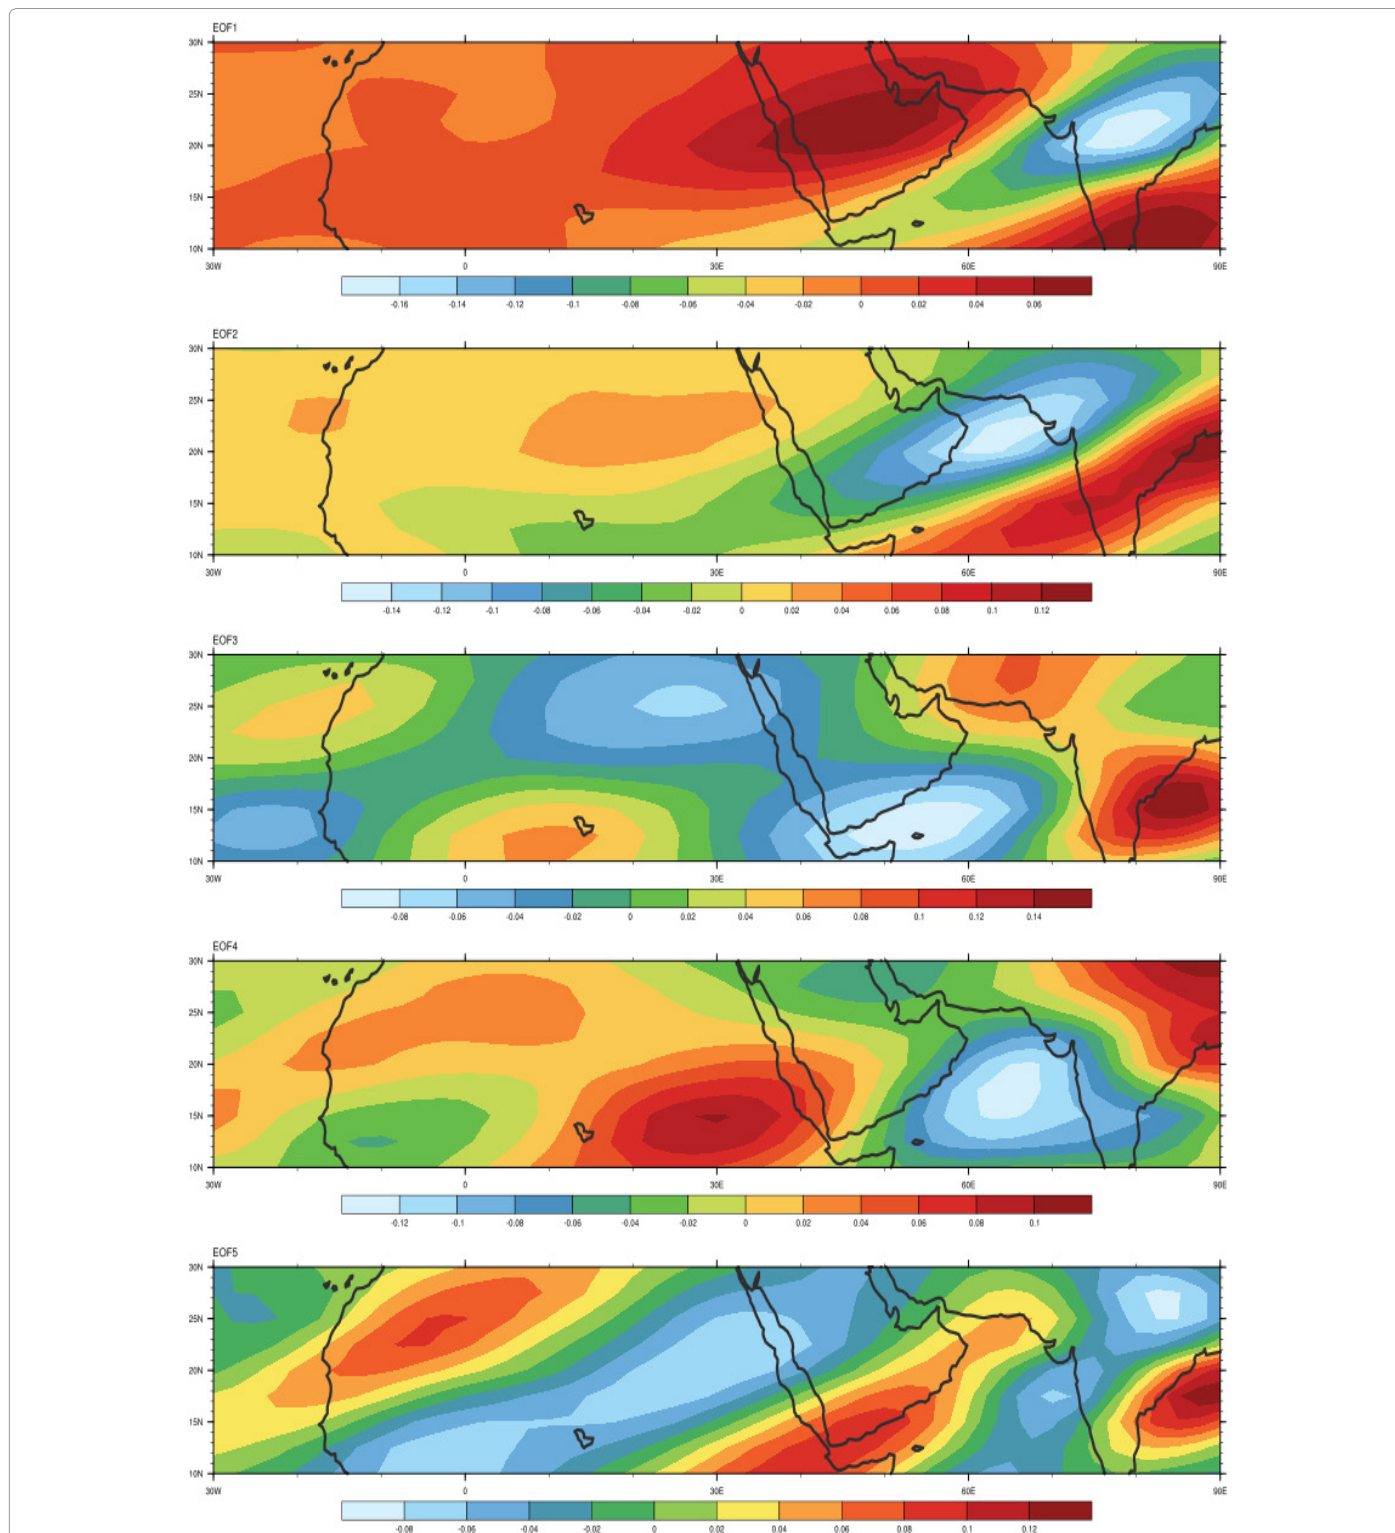 EOF1
30N
25N
20N
15N
10N
30W 0 30E 60E 90E
-0.16 -0.14 -0.12 -0.1 -0.08 -0.06 -0.04 -0.02 0 0.02 0.04 0.06
EOF2
30N
25N
20N
15N
10N
30W 0 30E 60E 90E
-0.14 -0.12 -0.1 -0.08 -0.06 -0.04 -0.02 0 0.02 0.04 0.06 0.08 0.1 0.12
EOF3
30N
25N
20N
15N
10N
30W 0 30E 60E 90E
-0.08 -0.06 -0.04 -0.02 0 0.02 0.04 0.06 0.08 0.1 0.12 0.14
EOF4
30N
25N
20N
15N
10N
30W 0 30E 60E 90E
-0.12 -0.1 -0.08 -0.06 -0.04 -0.02 0 0.02 0.04 0.06 0.08 0.1
EOF5
30N
25N
20N
15N
10N
30W 0 30E 60E 90E
-0.08 -0.06 -0.04 -0.02 0 0.02 0.04 0.06 0.08 0.1 0.12